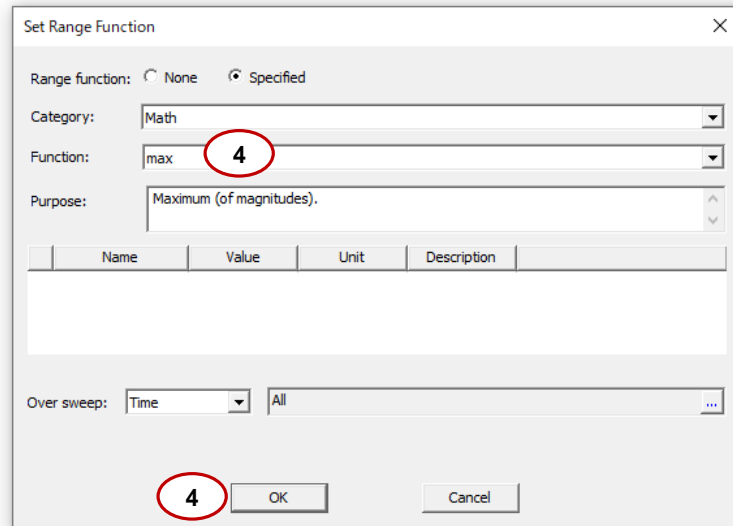 Set Range Function
Range function: None Specified
Category: Math
Function: max 4
Purpose: Maximum (of magnitudes).
Name Value Unit Description
Over sweep: Time All ...
4 OK Cancel